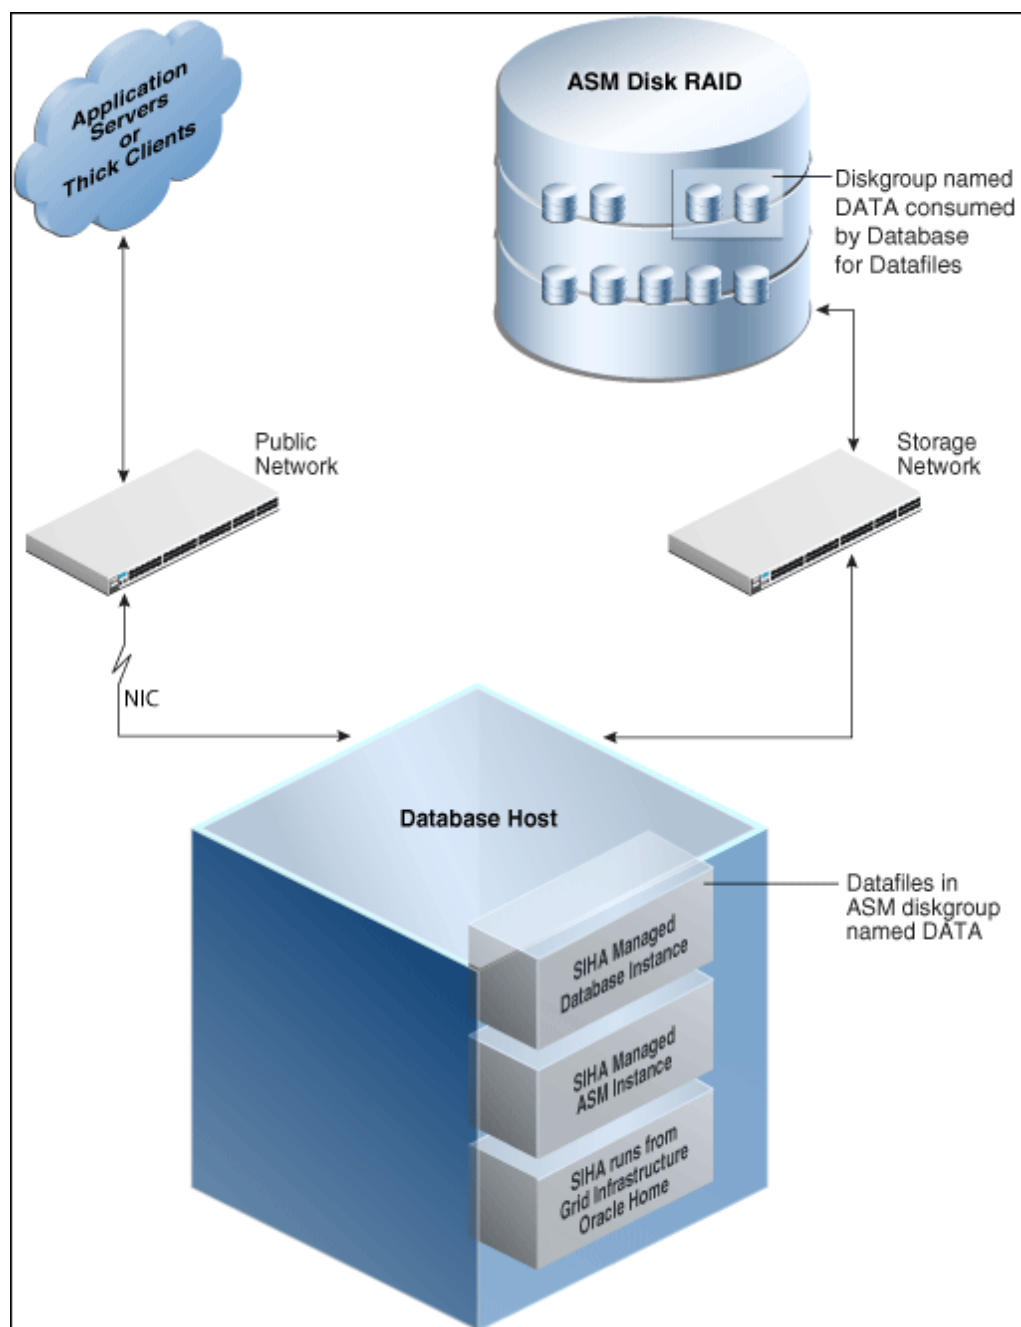 Application
Servers
or
Thick Clients
ASM Disk RAID
Diskgroup named
DATA consumed
by Database
for Datafiles
Public
Network
Storage
Network
NIC
Database Host
Datafiles in
ASM diskgroup
named DATA
SIHA Managed
Database Instance
SIHA Managed
ASM Instance
SIHA runs from
Grid Infrastructure
Oracle Home